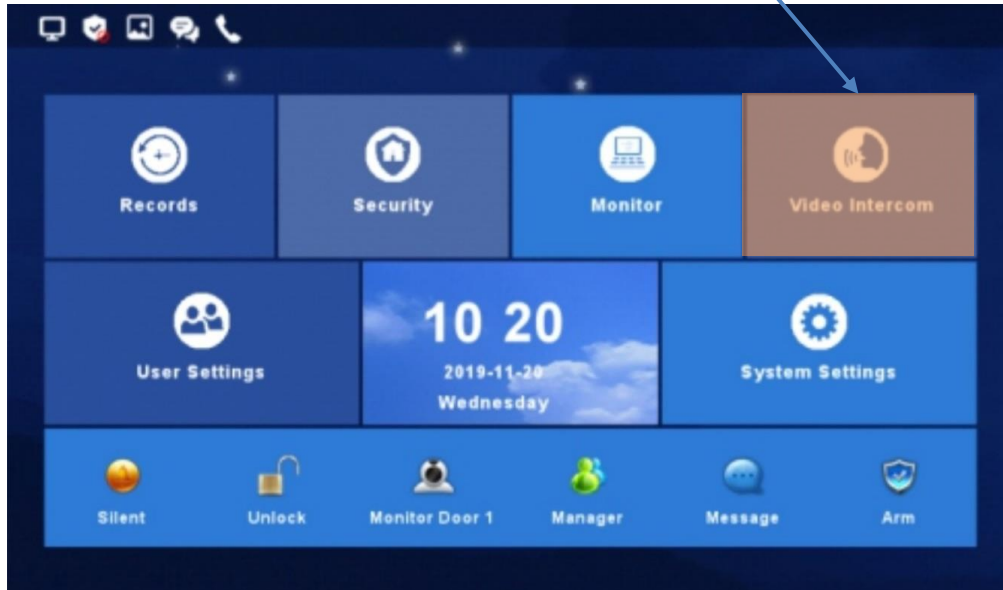 Records
Security
Monitor
Video Intercom
User Settings
10 20
2019-11-20
Wednesday
System Settings
Silent
Unlock
Monitor Door 1
Manager
Message
Arm